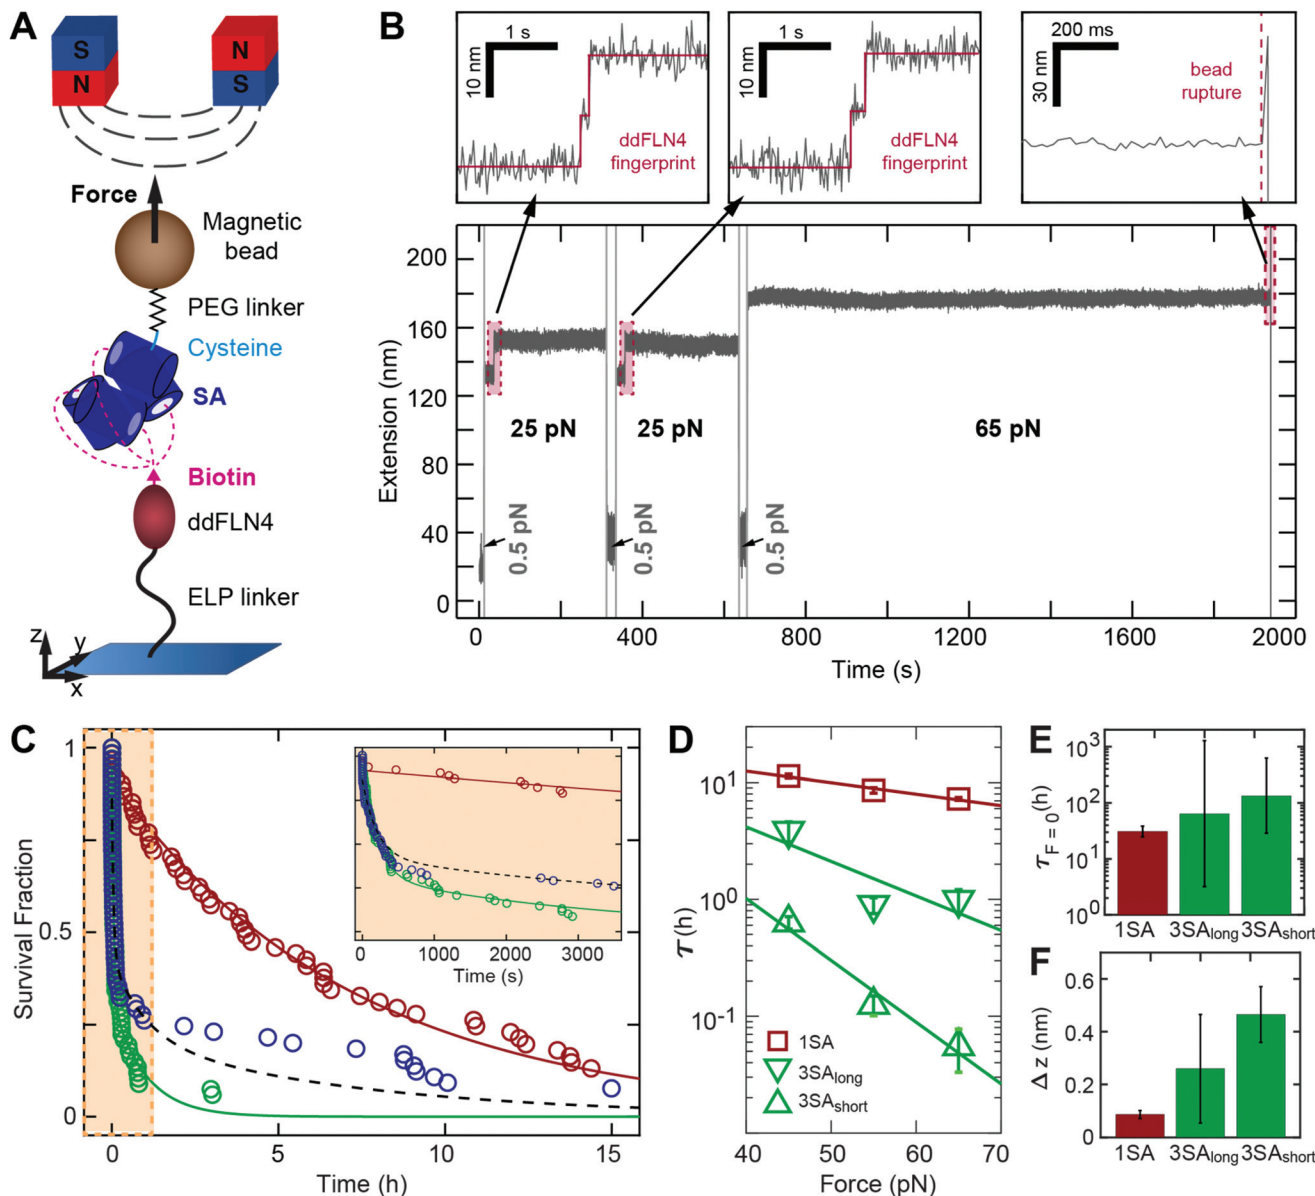 A
S
N
N
S
Force
Magnetic
bead
PEG linker
Cysteine
SA
Biotin
ddFLN4
ELP linker
z
y
x
B
1 s
10 nm
ddFLN4
fingerprint
1 s
10 nm
ddFLN4
fingerprint
200 ms
30 nm
bead
rupture
Extension (nm)
200
160
120
80
40
0
25 pN
25 pN
65 pN
0.5 pN
0.5 pN
0.5 pN
0
400
800
1200
1600
2000
Time (s)
C
Survival Fraction
1
0.5
0
0
5
10
15
Time (h)
0
1000
2000
3000
Time (s)
D
τ (h)
10¹
10⁰
10⁻¹
1SA
3SAlong
3SAshort
40
50
60
70
Force (pN)
E
τF = 0 (h)
10³
10²
10¹
10⁰
1SA
3SAlong
3SAshort
F
Δ z (nm)
0.6
0.4
0.2
0
1SA
3SAlong
3SAshort